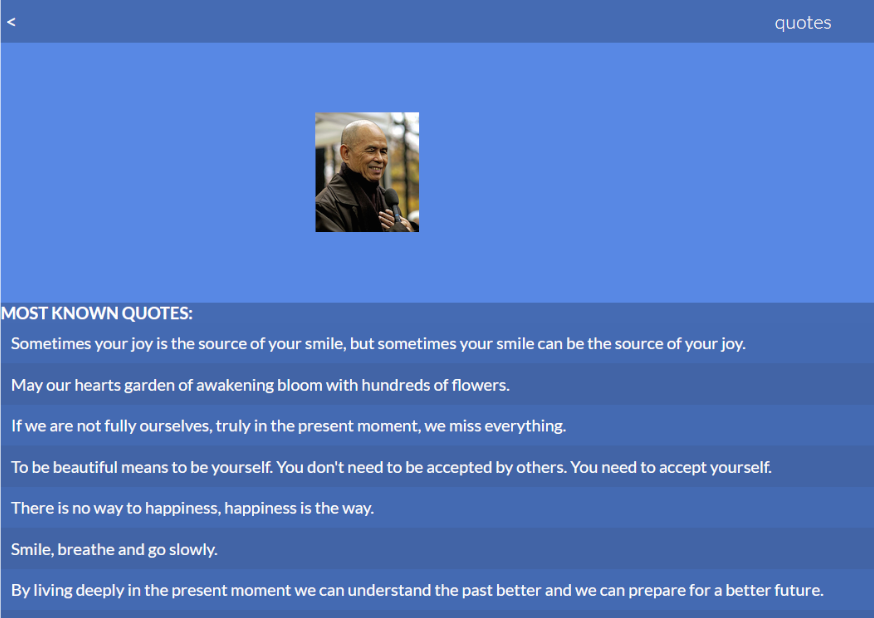 <
quotes
MOST KNOWN QUOTES:
Sometimes your joy is the source of your smile, but sometimes your smile can be the source of your joy.
May our hearts garden of awakening bloom with hundreds of flowers.
If we are not fully ourselves, truly in the present moment, we miss everything.
To be beautiful means to be yourself. You don't need to be accepted by others. You need to accept yourself.
There is no way to happiness, happiness is the way.
Smile, breathe and go slowly.
By living deeply in the present moment we can understand the past better and we can prepare for a better future.